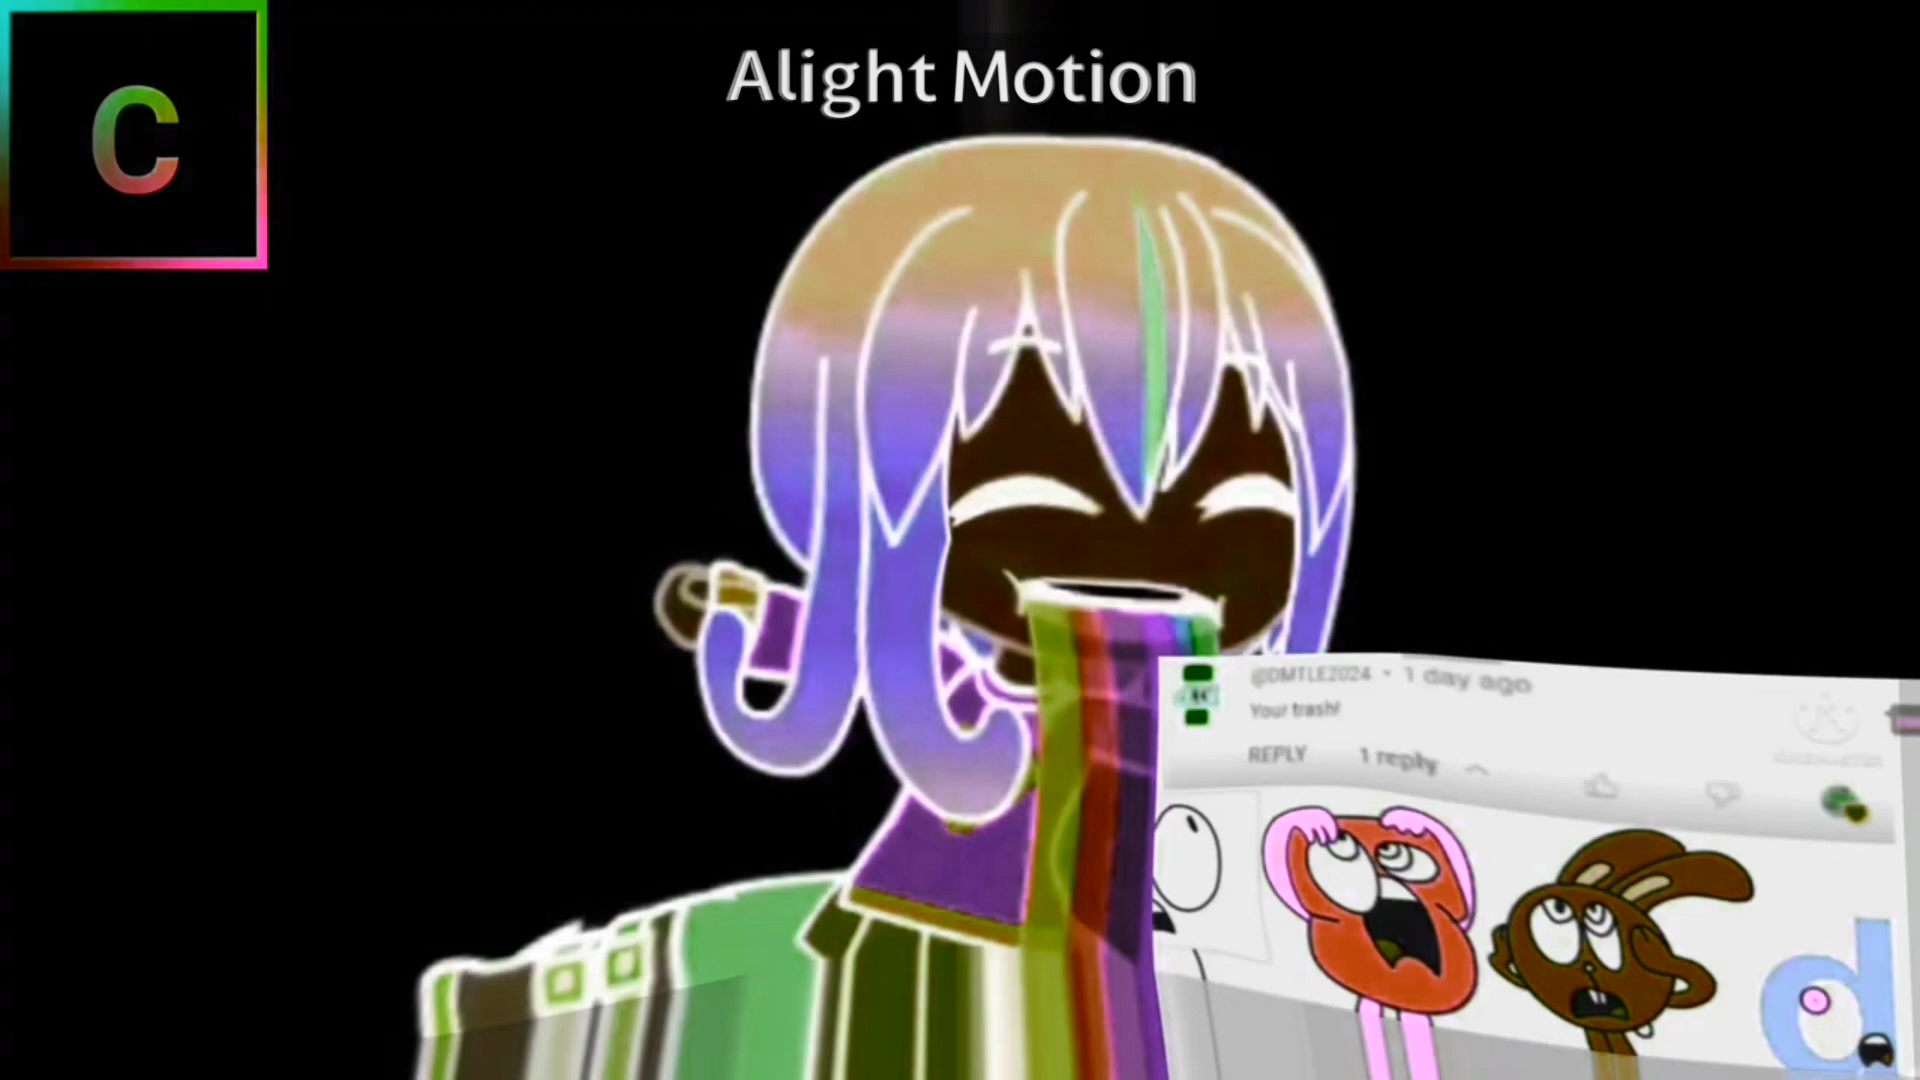 C
Alight Motion
@DMTLE2024 • 1 day ago
Your trash!
REPLY 1 reply
d